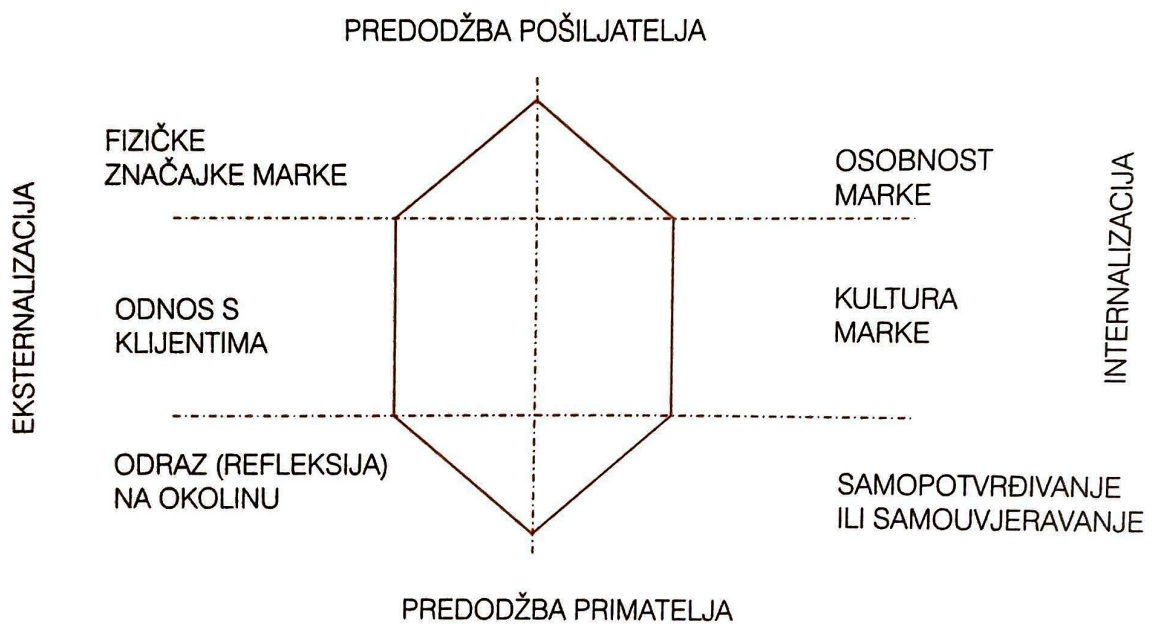 PREDODŽBA POŠILJATELJA
FIZIČKE
ZNAČAJKE MARKE
OSOBNOST
MARKE
EKSTERNALIZACIJA
INTERNALIZACIJA
ODNOS S
KLIJENTIMA
KULTURA
MARKE
ODRAZ (REFLEKSIJA)
NA OKOLINU
SAMOPOTVRĐIVANJE
ILI SAMOUVJERAVANJE
PREDODŽBA PRIMATELJA